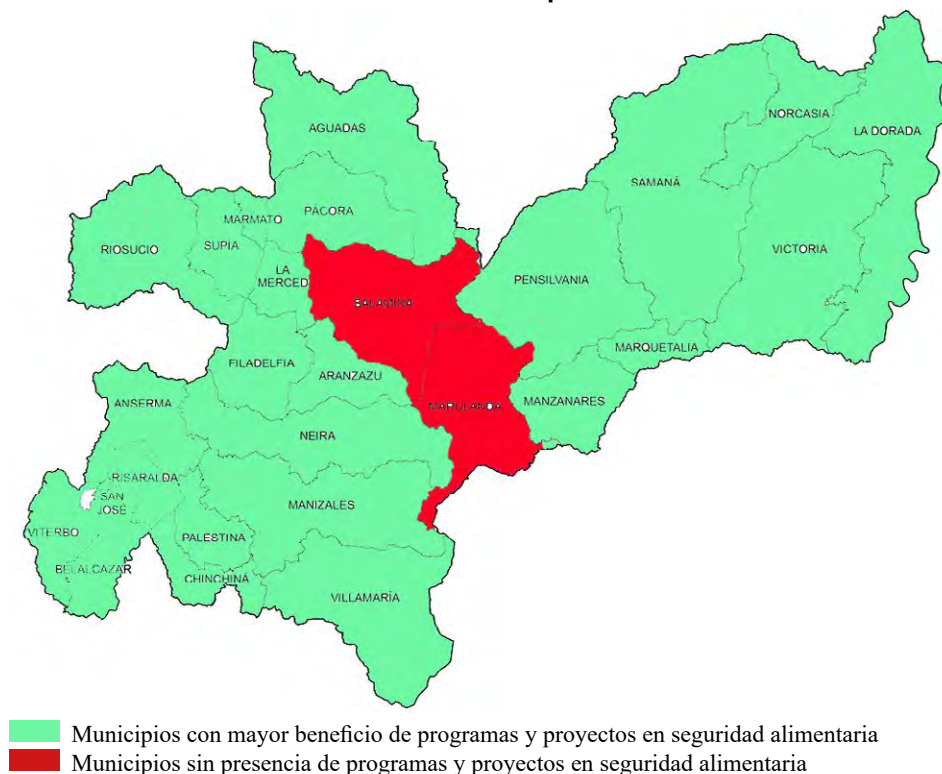 NORCASIA
LA DORADA
AGUADAS
SAMANÁ
MARMATO
PÁCORA
RIOSUCIO
SUPIA
VICTORIA
LA
MERCED
PENSILVANIA
SALAMINA
MARQUETALIA
FILADELFIA
ARANZAZU
ANSERMA
MARULANDA
MANZANARES
NEIRA
RISARALDA
SAN
JOSÉ
MANIZALES
VITERBO
PALESTINA
BELALCAZAR
CHINCHINÁ
VILLAMARÍA
Municipios con mayor beneficio de programas y proyectos en seguridad alimentaria
Municipios sin presencia de programas y proyectos en seguridad alimentaria